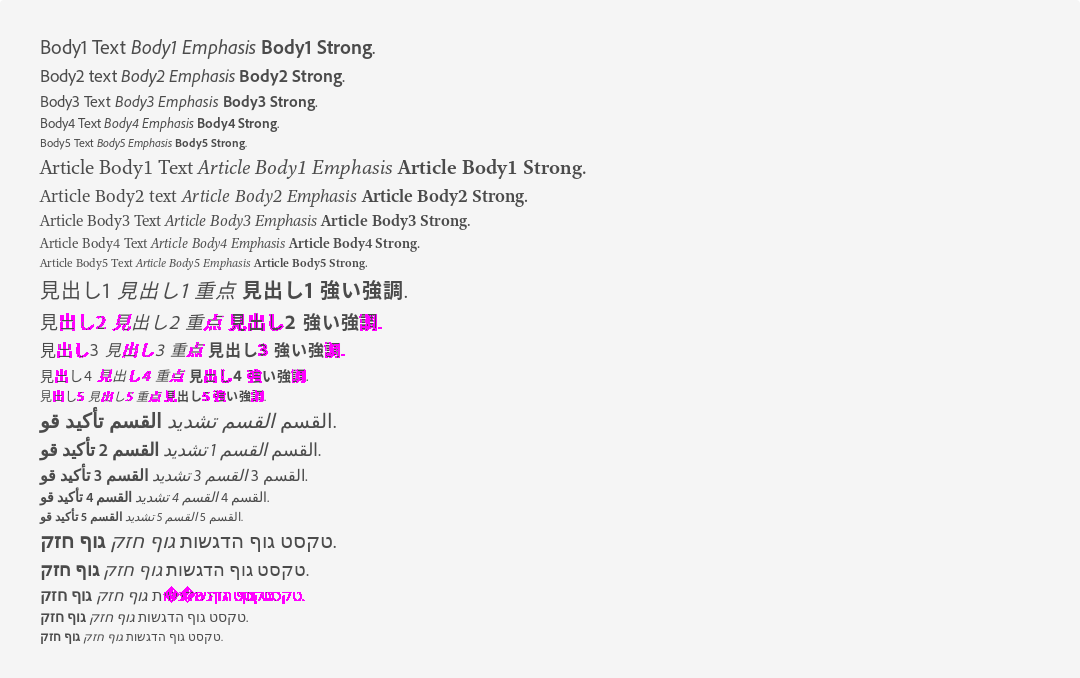 Body1 Text Body1 Emphasis Body1 Strong.
Body2 text Body2 Emphasis Body2 Strong.
Body3 Text Body3 Emphasis Body3 Strong.
Body4 Text Body4 Emphasis Body4 Strong.
Body5 Text Body5 Emphasis Body5 Strong.
Article Body1 Text Article Body1 Emphasis Article Body1 Strong.
Article Body2 text Article Body2 Emphasis Article Body2 Strong.
Article Body3 Text Article Body3 Emphasis Article Body3 Strong.
Article Body4 Text Article Body4 Emphasis Article Body4 Strong.
Article Body5 Text Article Body5 Emphasis Article Body5 Strong.
見出し1 見出し1 重点 見出し1 強い強調.
見出し2 見出し2 重点 見出し2 強い強調.
見出し3 見出し3 重点 見出し3 強い強調.
見出し4 見出し4 重点 見出し4 強い強調.
見出し5 見出し5 重点 見出し5 強い強調.
القسم القسم تشديد القسم تأكيد قو.
القسم القسم 1 تشديد القسم 2 تأكيد قو.
القسم 3 القسم 3 تشديد القسم 3 تأكيد قو.
القسم 4 القسم 4 تشديد القسم 4 تأكيد قو.
القسم 5 القسم 5 تشديد القسم 5 تأكيد قو.
טקסט גוף הדגשות גוף חזק גוף חזק.
טקסט גוף הדגשות גוף חזק גוף חזק.
גוף חזק גוף חזק
טקסט גוף הדגשות גוף חזק גוף חזק.
טקסט גוף הדגשות גוף חזק גוף חזק.